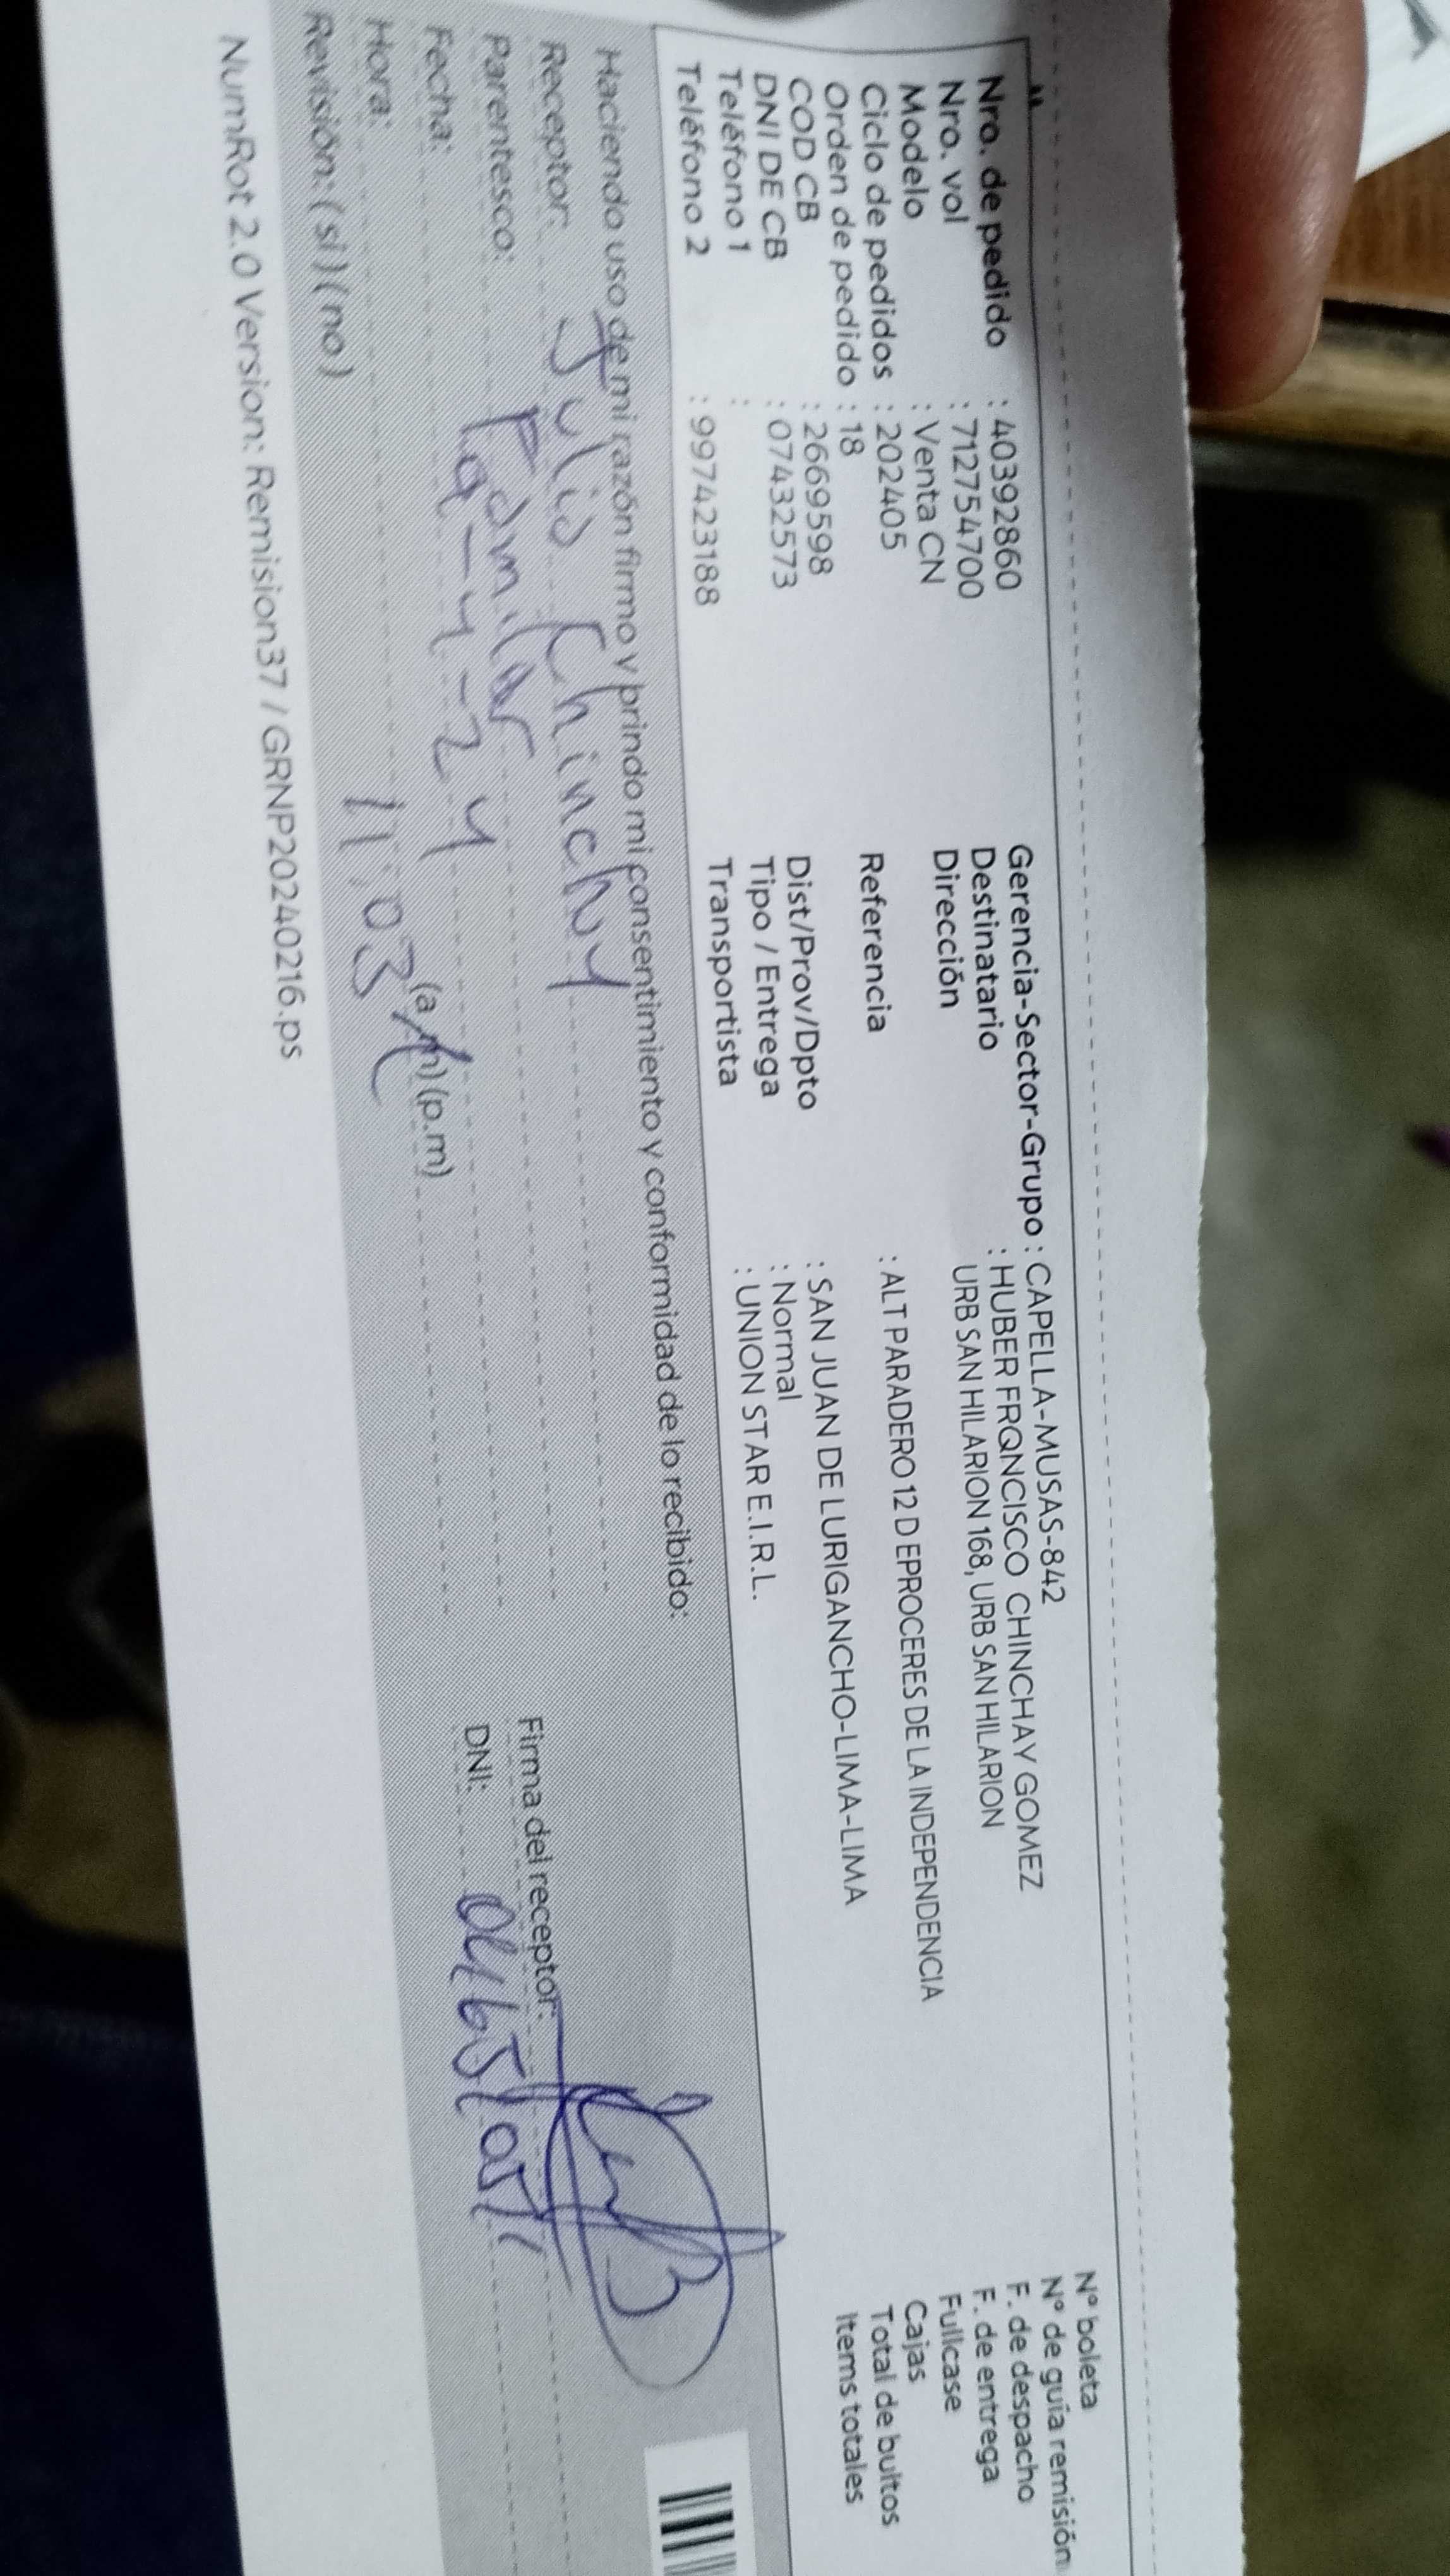 Nro. de pedido : 40392860
Nro. vol : 712754700
Modelo : Venta CN
Ciclo de pedidos : 202405
Orden de pedido : 18
COD CB : 2669598
DNI DE CB : 07432573
Teléfono 1 :
Teléfono 2 : 997423188
Gerencia-Sector-Grupo : CAPELLA-MUSAS-842
Destinatario : HUBER FRQNCISCO CHINCHAY GOMEZ
Dirección URB SAN HILARION 168, URB SAN HILARION
Referencia : ALT PARADERO 12 D EPROCERES DE LA INDEPENDENCIA
Dist/Prov/Dpto : SAN JUAN DE LURIGANCHO-LIMA-LIMA
Tipo / Entrega : Normal
Transportista : UNION STAR E.I.R.L.
N° boleta
N° de guía remisión
F. de despacho
F. de entrega
Fullcase
Cajas
Total de bultos
Items totales
Haciendo uso de mi razón firmo y brindo mi consentimiento y conformidad de lo recibido:
Receptor: Julio Chinchay
Parentesco: Familiar
Fecha: -4-24
Hora: 11:03 (a.m) (p.m)
Revisión: (si) (no)
Firma del receptor:
DNI:
NumRot 2.0 Version: Remision37 / GRNP20240216.ps